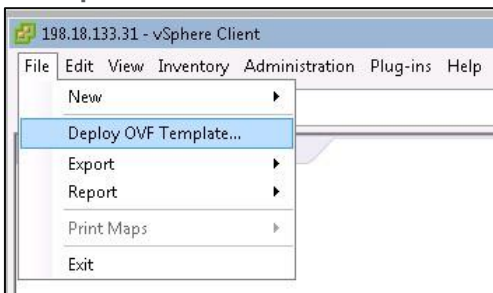 198.18.133.31 - vSphere Client
File Edit View Inventory Administration Plug-ins Help
New
Deploy OVF Template...
Export
Report
Print Maps
Exit